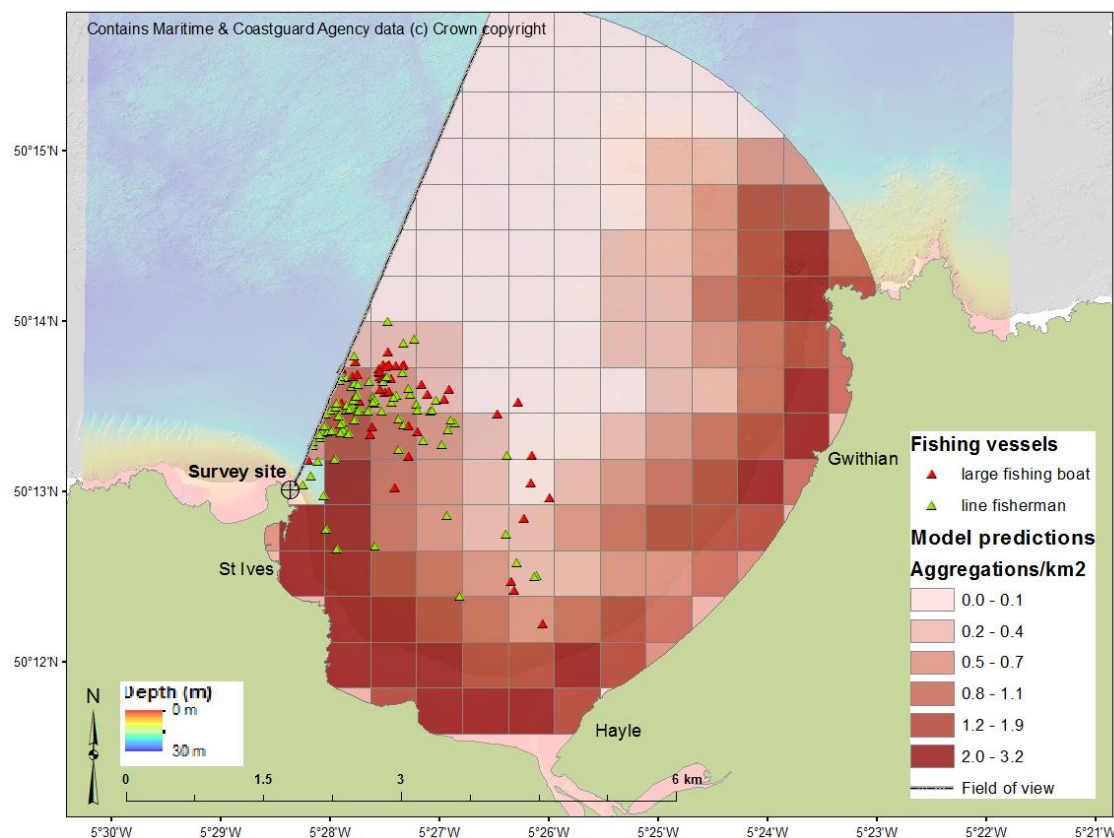 Contains Maritime & Coastguard Agency data (c) Crown copyright
50°15'N
50°14'N
50°13'N
50°12'N
Survey site
St Ives
Gwithian
Hayle
Fishing vessels
large fishing boat
line fisherman
Model predictions
Aggregations/km2
0.0 - 0.1
0.2 - 0.4
0.5 - 0.7
0.8 - 1.1
1.2 - 1.9
2.0 - 3.2
Field of view
N
Depth (m)
0 m
30 m
0 1.5 3 6 km
5°30'W 5°29'W 5°28'W 5°27'W 5°26'W 5°25'W 5°24'W 5°23'W 5°22'W 5°21'W